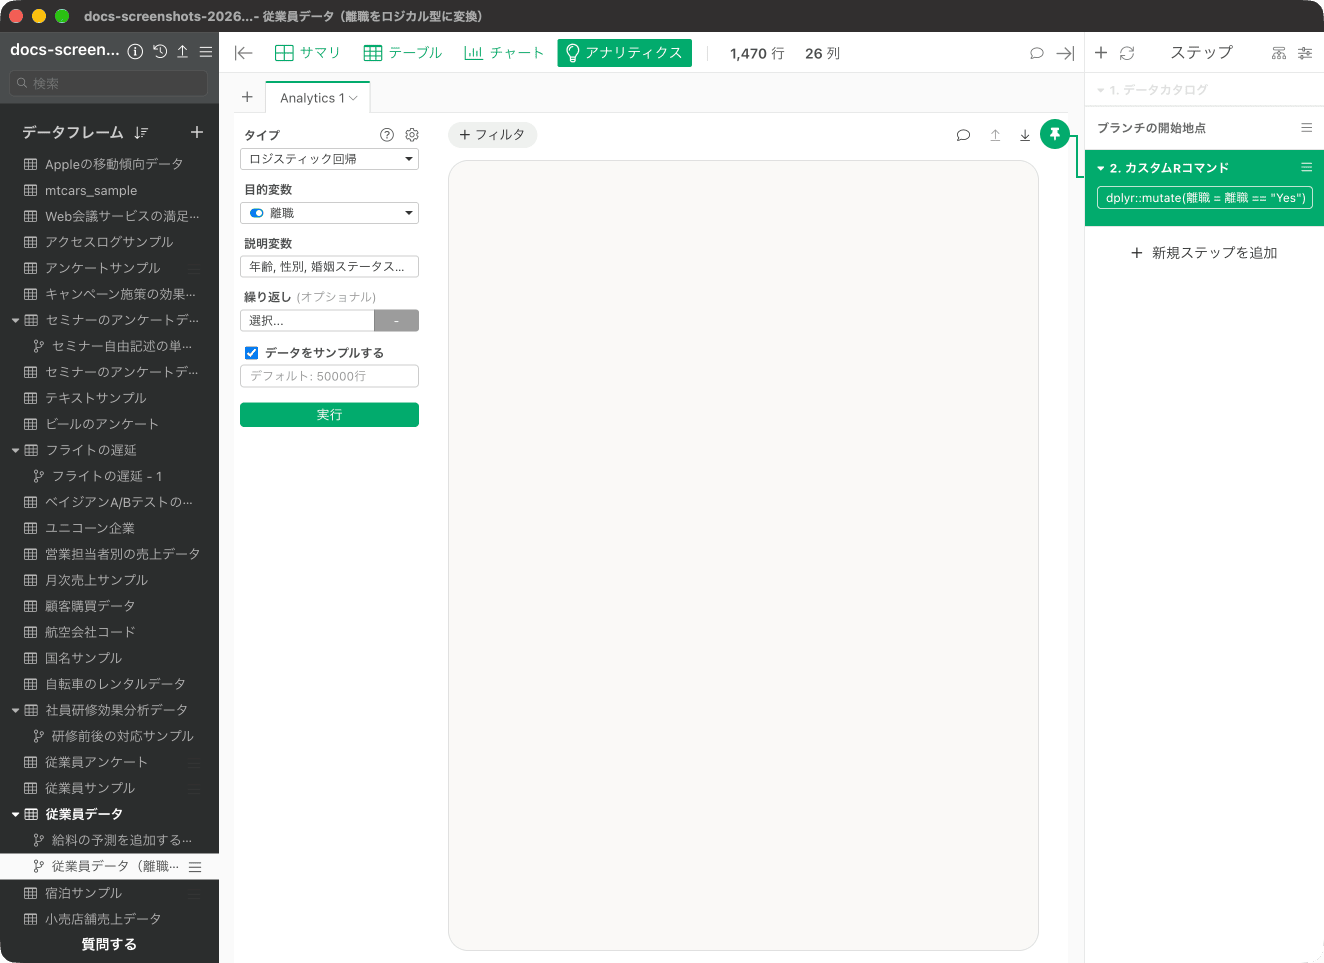 docs-screenshots-2026...- 従業員データ（離職をロジカル型に変換）
docs-screen...
検索
データフレーム
Appleの移動傾向データ
mtcars_sample
Web会議サービスの満足...
アクセスログサンプル
アンケートサンプル
キャンペーン施策の効果...
セミナーのアンケートデ...
セミナー自由記述の単...
セミナーのアンケートデ...
テキストサンプル
ビールのアンケート
フライトの遅延
フライトの遅延 - 1
ベイジアンA/Bテストの...
ユニコーン企業
営業担当者別の売上データ
月次売上サンプル
顧客購買データ
航空会社コード
国名サンプル
自転車のレンタルデータ
社員研修効果分析データ
研修前後の対応サンプル
従業員アンケート
従業員サンプル
従業員データ
給料の予測を追加する...
従業員データ（離職...
宿泊サンプル
小売店舗売上データ
質問する
サマリ
テーブル
チャート
アナリティクス
1,470 行
26 列
Analytics 1
タイプ
ロジスティック回帰
目的変数
離職
説明変数
年齢, 性別, 婚姻ステータス...
繰り返し (オプショナル)
選択...
-
データをサンプルする
デフォルト: 50000行
実行
+ フィルタ
ステップ
1. データカタログ
ブランチの開始地点
2. カスタムRコマンド
dplyr::mutate(離職 = 離職 == "Yes")
+ 新規ステップを追加